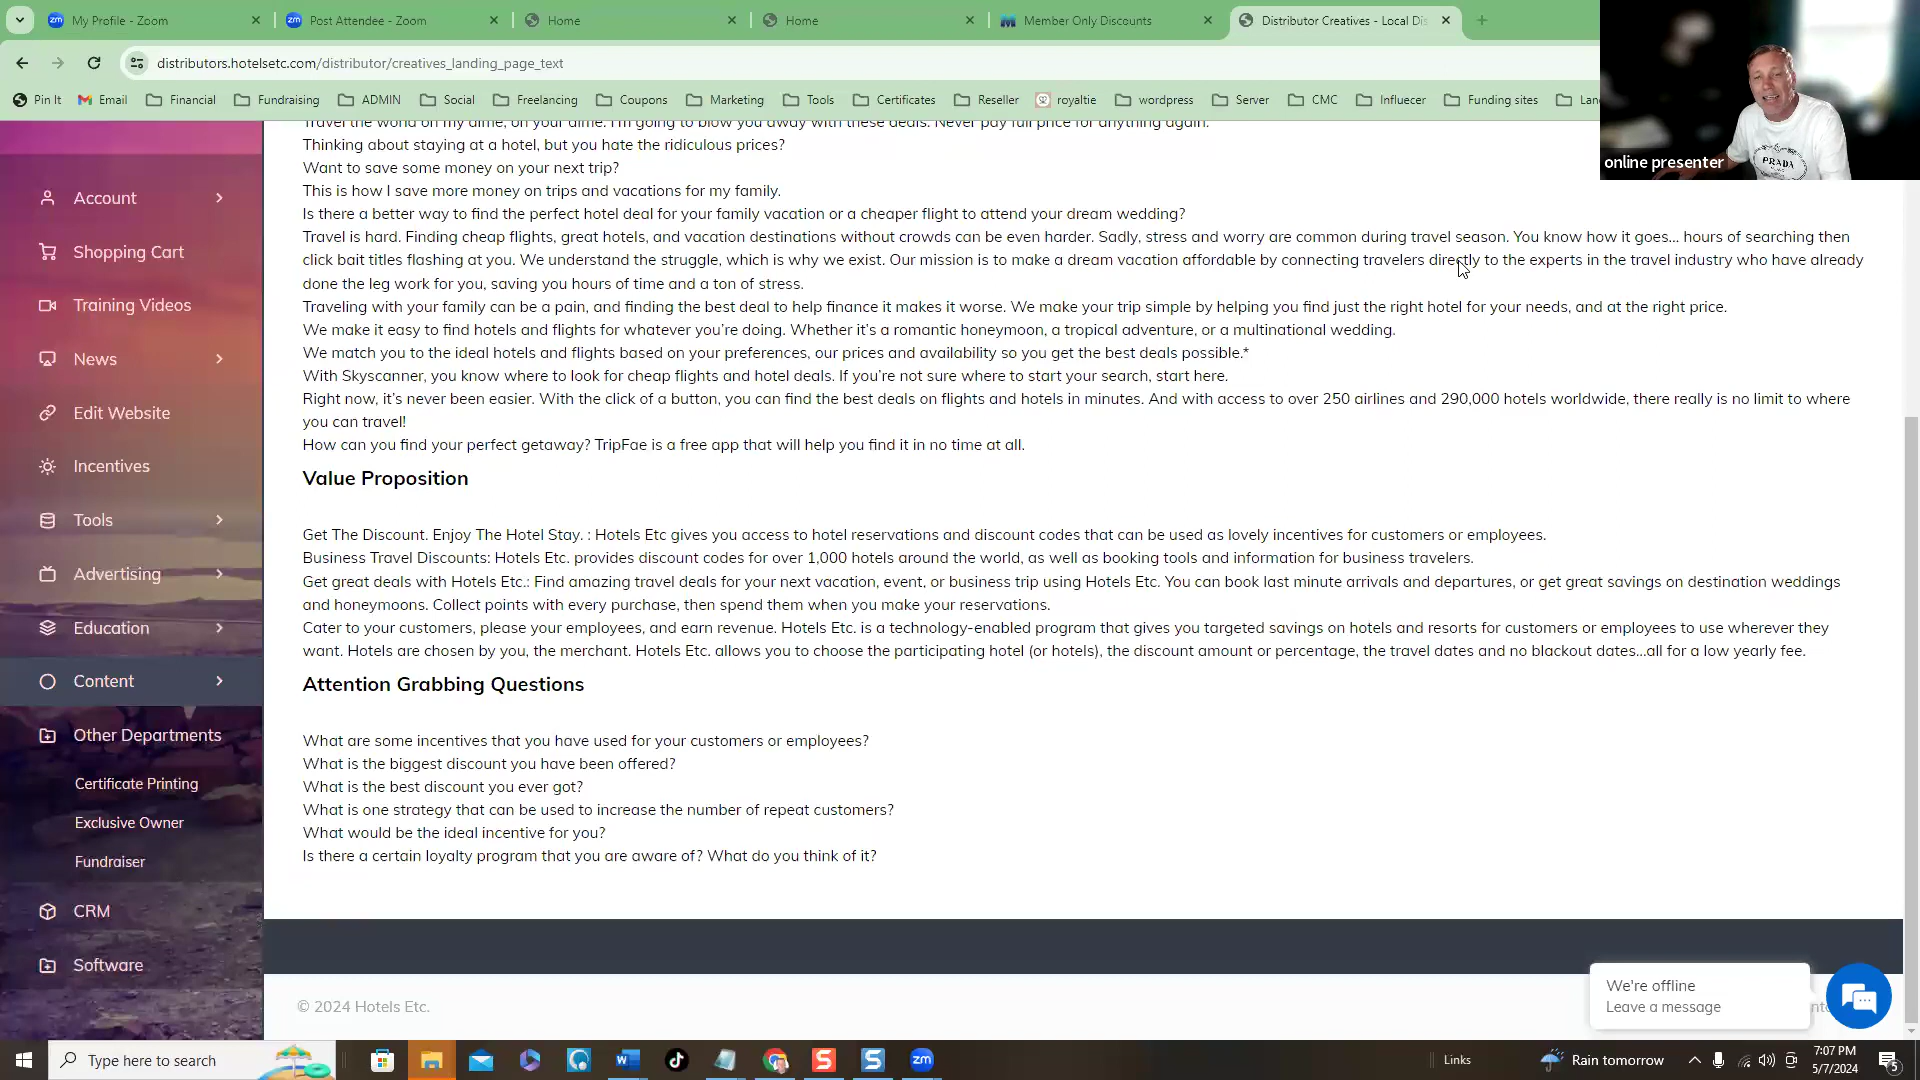 My Profile - Zoom
Post Attendee - Zoom
Home
Home
Member Only Discounts
Distributor Creatives - Local Dis
distributors.hotelsetc.com/distributor/creatives_landing_page_text
Pin It
Email
Financial
Fundraising
ADMIN
Social
Freelancing
Coupons
Marketing
Tools
Certificates
Reseller
royaltie
wordpress
Server
CMC
Influecer
Funding sites
Lan
online presenter
PRADA
Account
Shopping Cart
Training Videos
News
Edit Website
Incentives
Tools
Advertising
Education
Content
Other Departments
Certificate Printing
Exclusive Owner
Fundraiser
CRM
Software
Travel the world on my dime, on your dime. I'm going to blow you away with these deals. Never pay full price for anything again.
Thinking about staying at a hotel, but you hate the ridiculous prices?
Want to save some money on your next trip?
This is how I save more money on trips and vacations for my family.
Is there a better way to find the perfect hotel deal for your family vacation or a cheaper flight to attend your dream wedding?
Travel is hard. Finding cheap flights, great hotels, and vacation destinations without crowds can be even harder. Sadly, stress and worry are common during travel season. You know how it goes... hours of searching then
click bait titles flashing at you. We understand the struggle, which is why we exist. Our mission is to make a dream vacation affordable by connecting travelers directly to the experts in the travel industry who have already
done the leg work for you, saving you hours of time and a ton of stress.
Traveling with your family can be a pain, and finding the best deal to help finance it makes it worse. We make your trip simple by helping you find just the right hotel for your needs, and at the right price.
We make it easy to find hotels and flights for whatever you're doing. Whether it's a romantic honeymoon, a tropical adventure, or a multinational wedding.
We match you to the ideal hotels and flights based on your preferences, our prices and availability so you get the best deals possible.*
With Skyscanner, you know where to look for cheap flights and hotel deals. If you're not sure where to start your search, start here.
Right now, it's never been easier. With the click of a button, you can find the best deals on flights and hotels in minutes. And with access to over 250 airlines and 290,000 hotels worldwide, there really is no limit to where
you can travel!
How can you find your perfect getaway? TripFae is a free app that will help you find it in no time at all.
Value Proposition
Get The Discount. Enjoy The Hotel Stay. : Hotels Etc gives you access to hotel reservations and discount codes that can be used as lovely incentives for customers or employees.
Business Travel Discounts: Hotels Etc. provides discount codes for over 1,000 hotels around the world, as well as booking tools and information for business travelers.
Get great deals with Hotels Etc.: Find amazing travel deals for your next vacation, event, or business trip using Hotels Etc. You can book last minute arrivals and departures, or get great savings on destination weddings
and honeymoons. Collect points with every purchase, then spend them when you make your reservations.
Cater to your customers, please your employees, and earn revenue. Hotels Etc. is a technology-enabled program that gives you targeted savings on hotels and resorts for customers or employees to use wherever they
want. Hotels are chosen by you, the merchant. Hotels Etc. allows you to choose the participating hotel (or hotels), the discount amount or percentage, the travel dates and no blackout dates...all for a low yearly fee.
Attention Grabbing Questions
What are some incentives that you have used for your customers or employees?
What is the biggest discount you have been offered?
What is the best discount you ever got?
What is one strategy that can be used to increase the number of repeat customers?
What would be the ideal incentive for you?
Is there a certain loyalty program that you are aware of? What do you think of it?
© 2024 Hotels Etc.
We're offline
Leave a message
Type here to search
Links
Rain tomorrow
7:07 PM
5/7/2024
5